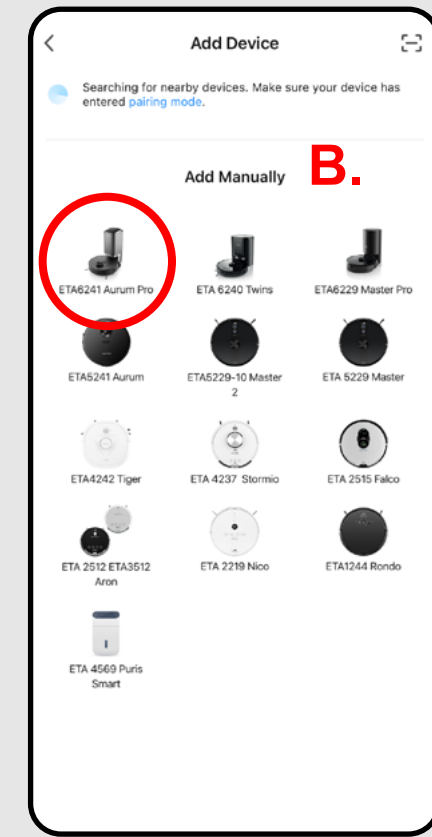 Add Device
Searching for nearby devices. Make sure your device has
entered pairing mode.
Add Manually
B.
ETA6241 Aurum Pro
ETA 6240 Twins
ETA6229 Master Pro
ETA5241 Aurum
ETA5229-10 Master
2
ETA 5229 Master
ETA4242 Tiger
ETA 4237 Stormio
ETA 2515 Falco
ETA 2512 ETA3512
Aron
ETA 2219 Nico
ETA1244 Rondo
ETA 4569 Puris
Smart